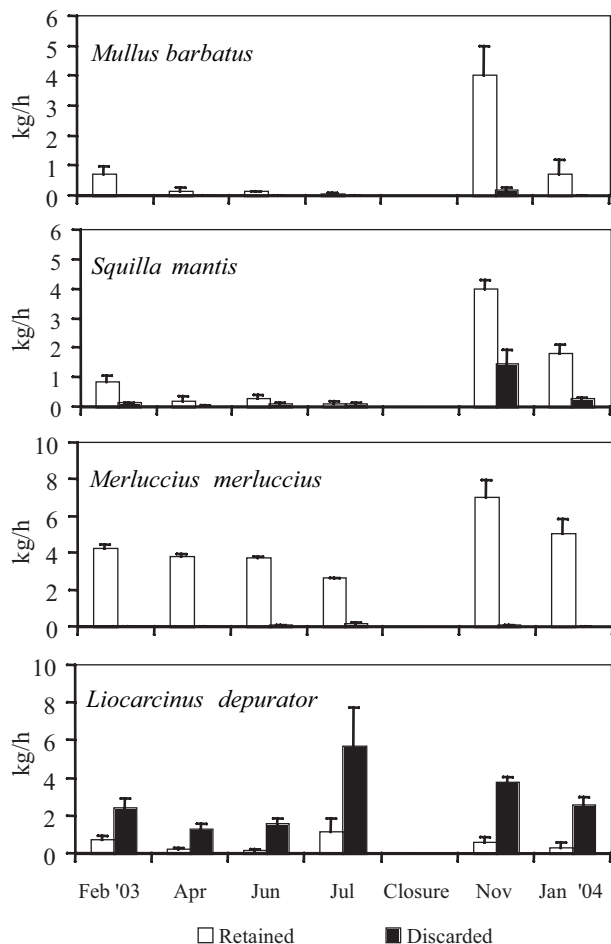 Mullus barbatus
kg/h
6
5
4
3
2
1
0
Squilla mantis
kg/h
6
5
4
3
2
1
0
Merluccius merluccius
kg/h
10
8
6
4
2
0
Liocarcinus depurator
kg/h
10
8
6
4
2
0
Feb '03 Apr Jun Jul Closure Nov Jan '04
Retained Discarded